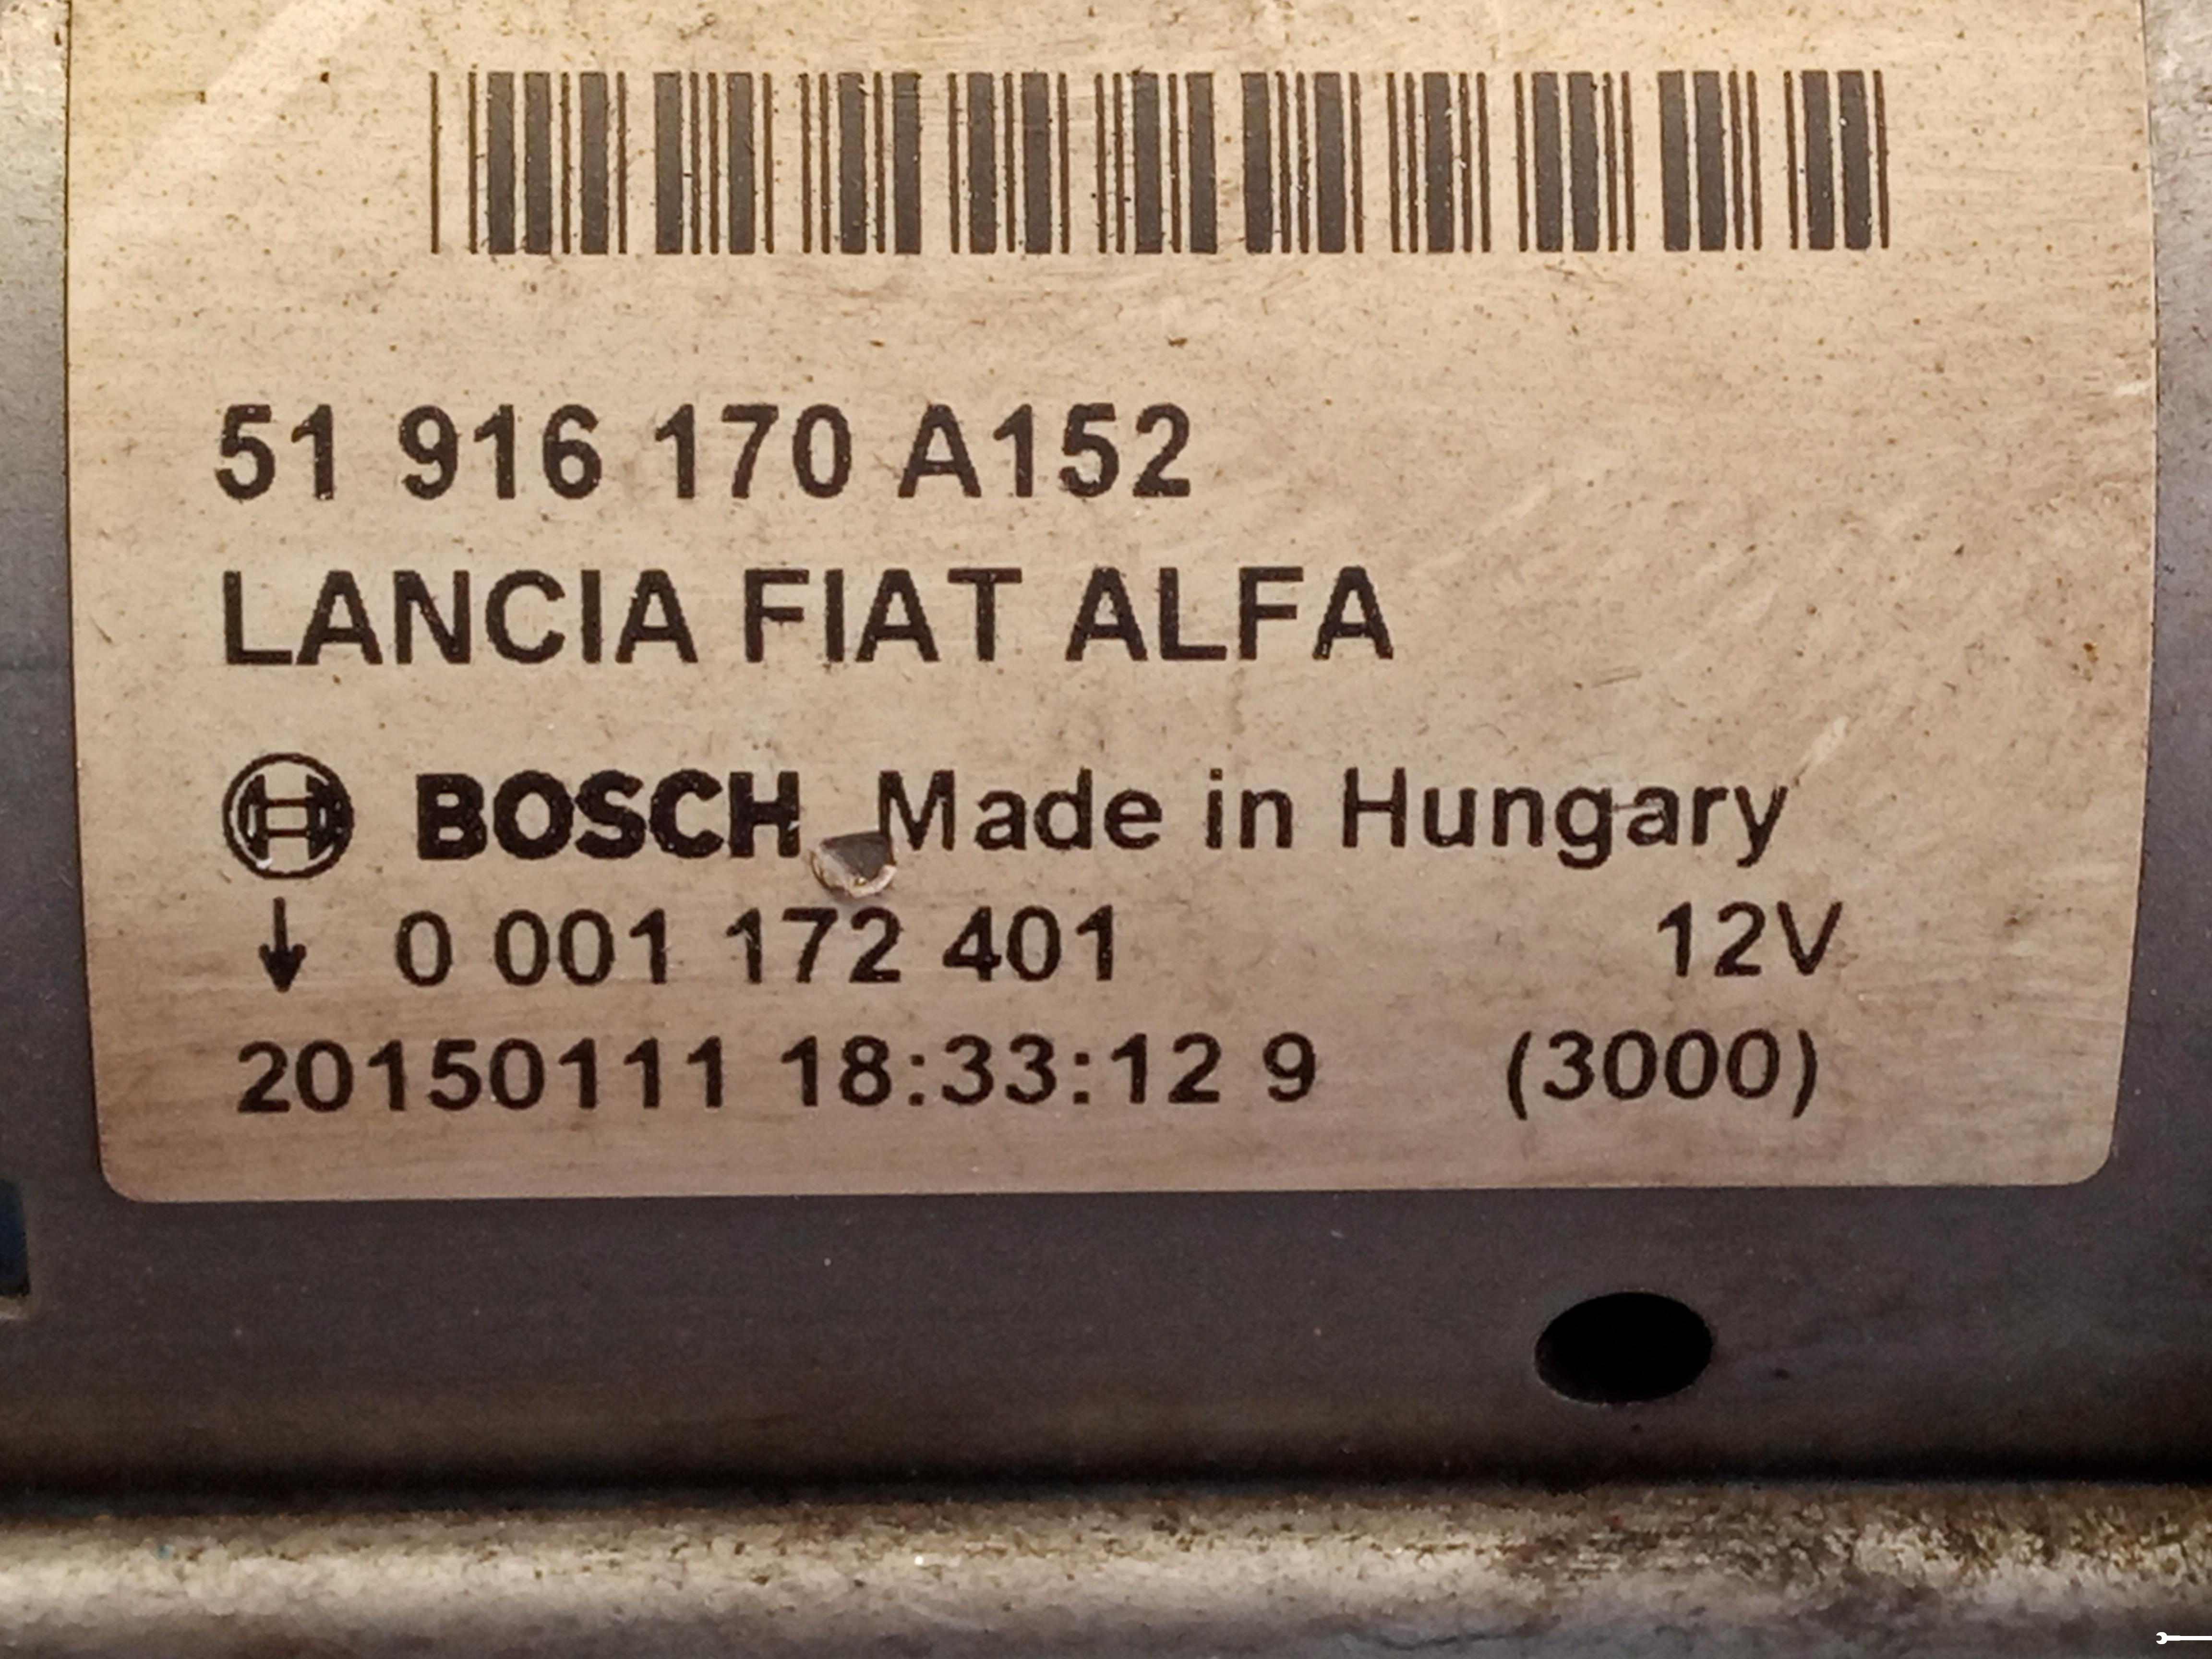 51 916 170 A152
LANCIA FIAT ALFA
BOSCH Made in Hungary
↓ 0 001 172 401 12V
20150111 18:33:12 9 (3000)